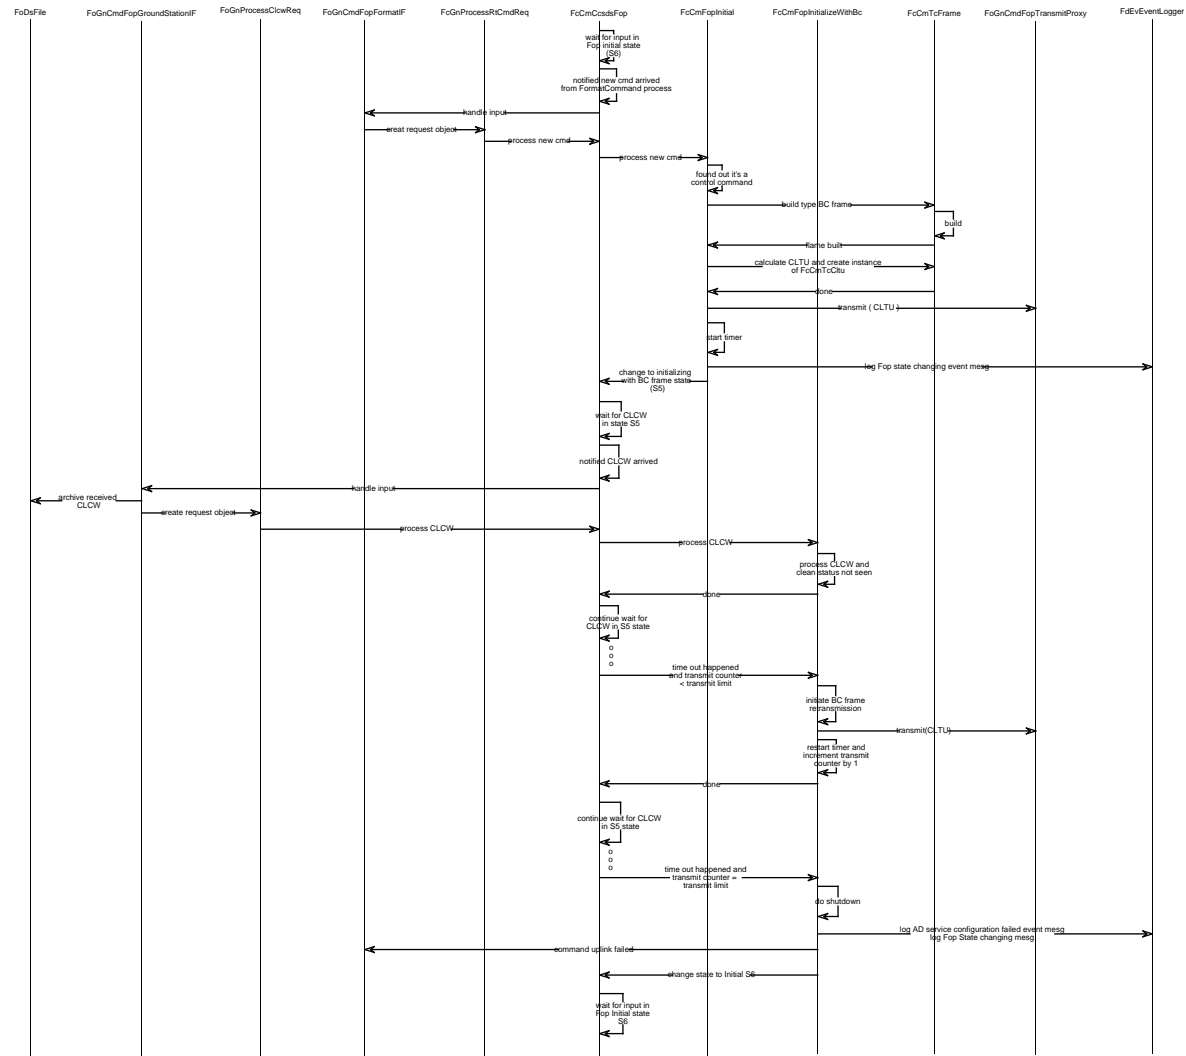 FoDsFile
FoGnCmdFopGroundStationIF
FoGnProcessClcwReq
FoGnCmdFopFormatIF
FcGnProcessRtCmdReq
FcCmCcsdsFop
FcCmFopInitial
FcCmFopInitializeWithBc
FcCmTcFrame
FoGnCmdFopTransmitProxy
FdEvEventLogger
wait for input in
Fop initial state
(S6)
notified new cmd arrived
from FormatCommand process
handle input
creat request object
process new cmd
process new cmd
found out it's a
control command
build type BC frame
build
flame built
calculate CLTU and create instance
of FcCmTcCltu
done
transmit ( CLTU )
start timer
log Fop state changing event mesg
change to initializing
with BC frame state
(S5)
wait for CLCW
in state S5
notified CLCW arrived
handle input
archive received
CLCW
create request object
process CLCW
process CLCW
process CLCW and
clean status not seen
done
continue wait for
CLCW in S5 state
o
o
o
time out happened
and transmit counter
< transmit limit
initiate BC frame
retransmission
transmit(CLTU)
restart timer and
increment transmit
counter by 1
done
continue wait for CLCW
in S5 state
o
o
o
time out happened and
transmit counter =
transmit limit
do shutdown
log AD service configuration failed event mesg
log Fop State changing mesg
command uplink failed
change state to Initial S6
wait for input in
Fop Initial state
S6